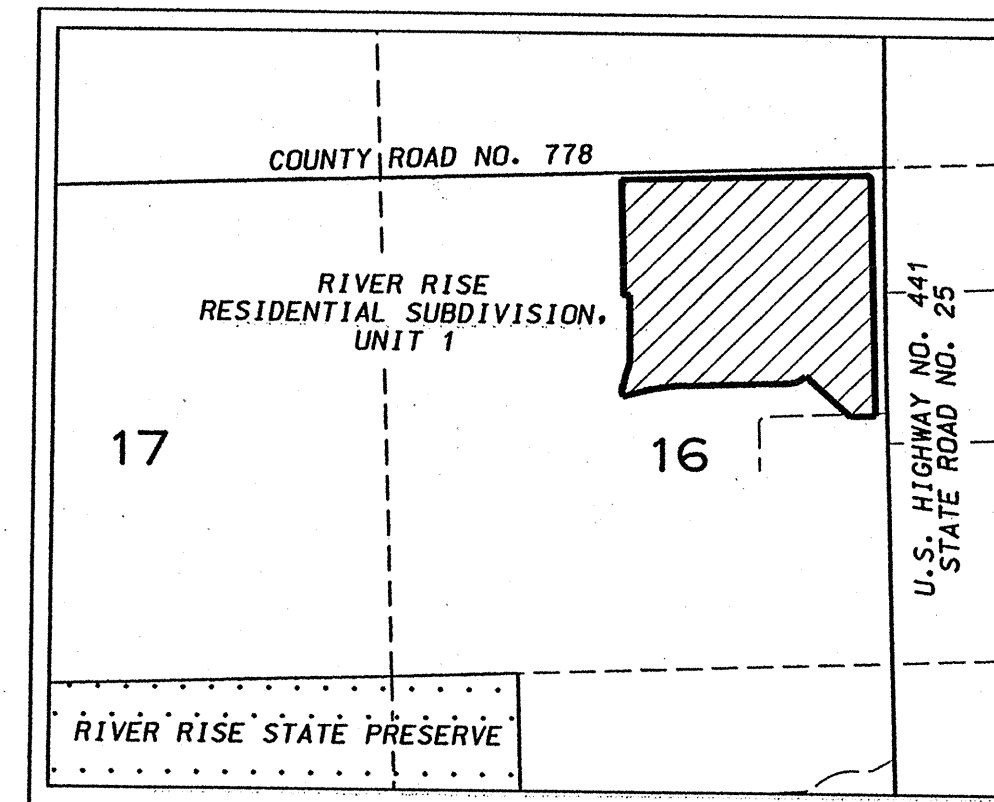 COUNTY ROAD NO. 778
RIVER RISE
RESIDENTIAL SUBDIVISION,
UNIT 1
U.S. HIGHWAY NO. 441
STATE ROAD NO. 25
17
16
RIVER RISE STATE PRESERVE